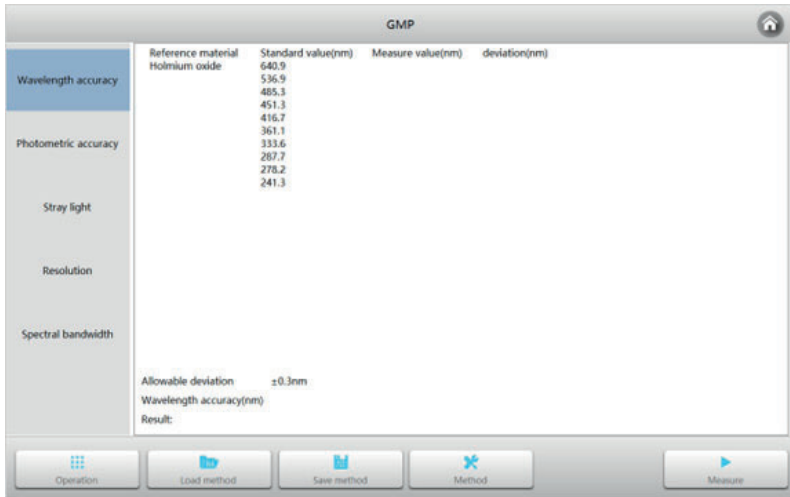 GMP
Wavelength accuracy
Photometric accuracy
Stray light
Resolution
Spectral bandwidth
Reference material Standard value(nm) Measure value(nm) deviation(nm)
Holmium oxide 640.9
536.9
485.3
451.3
416.7
361.1
333.6
287.7
278.2
241.3
Allowable deviation ±0.3nm
Wavelength accuracy(nm)
Result:
Operation Load method Save method Method Measure